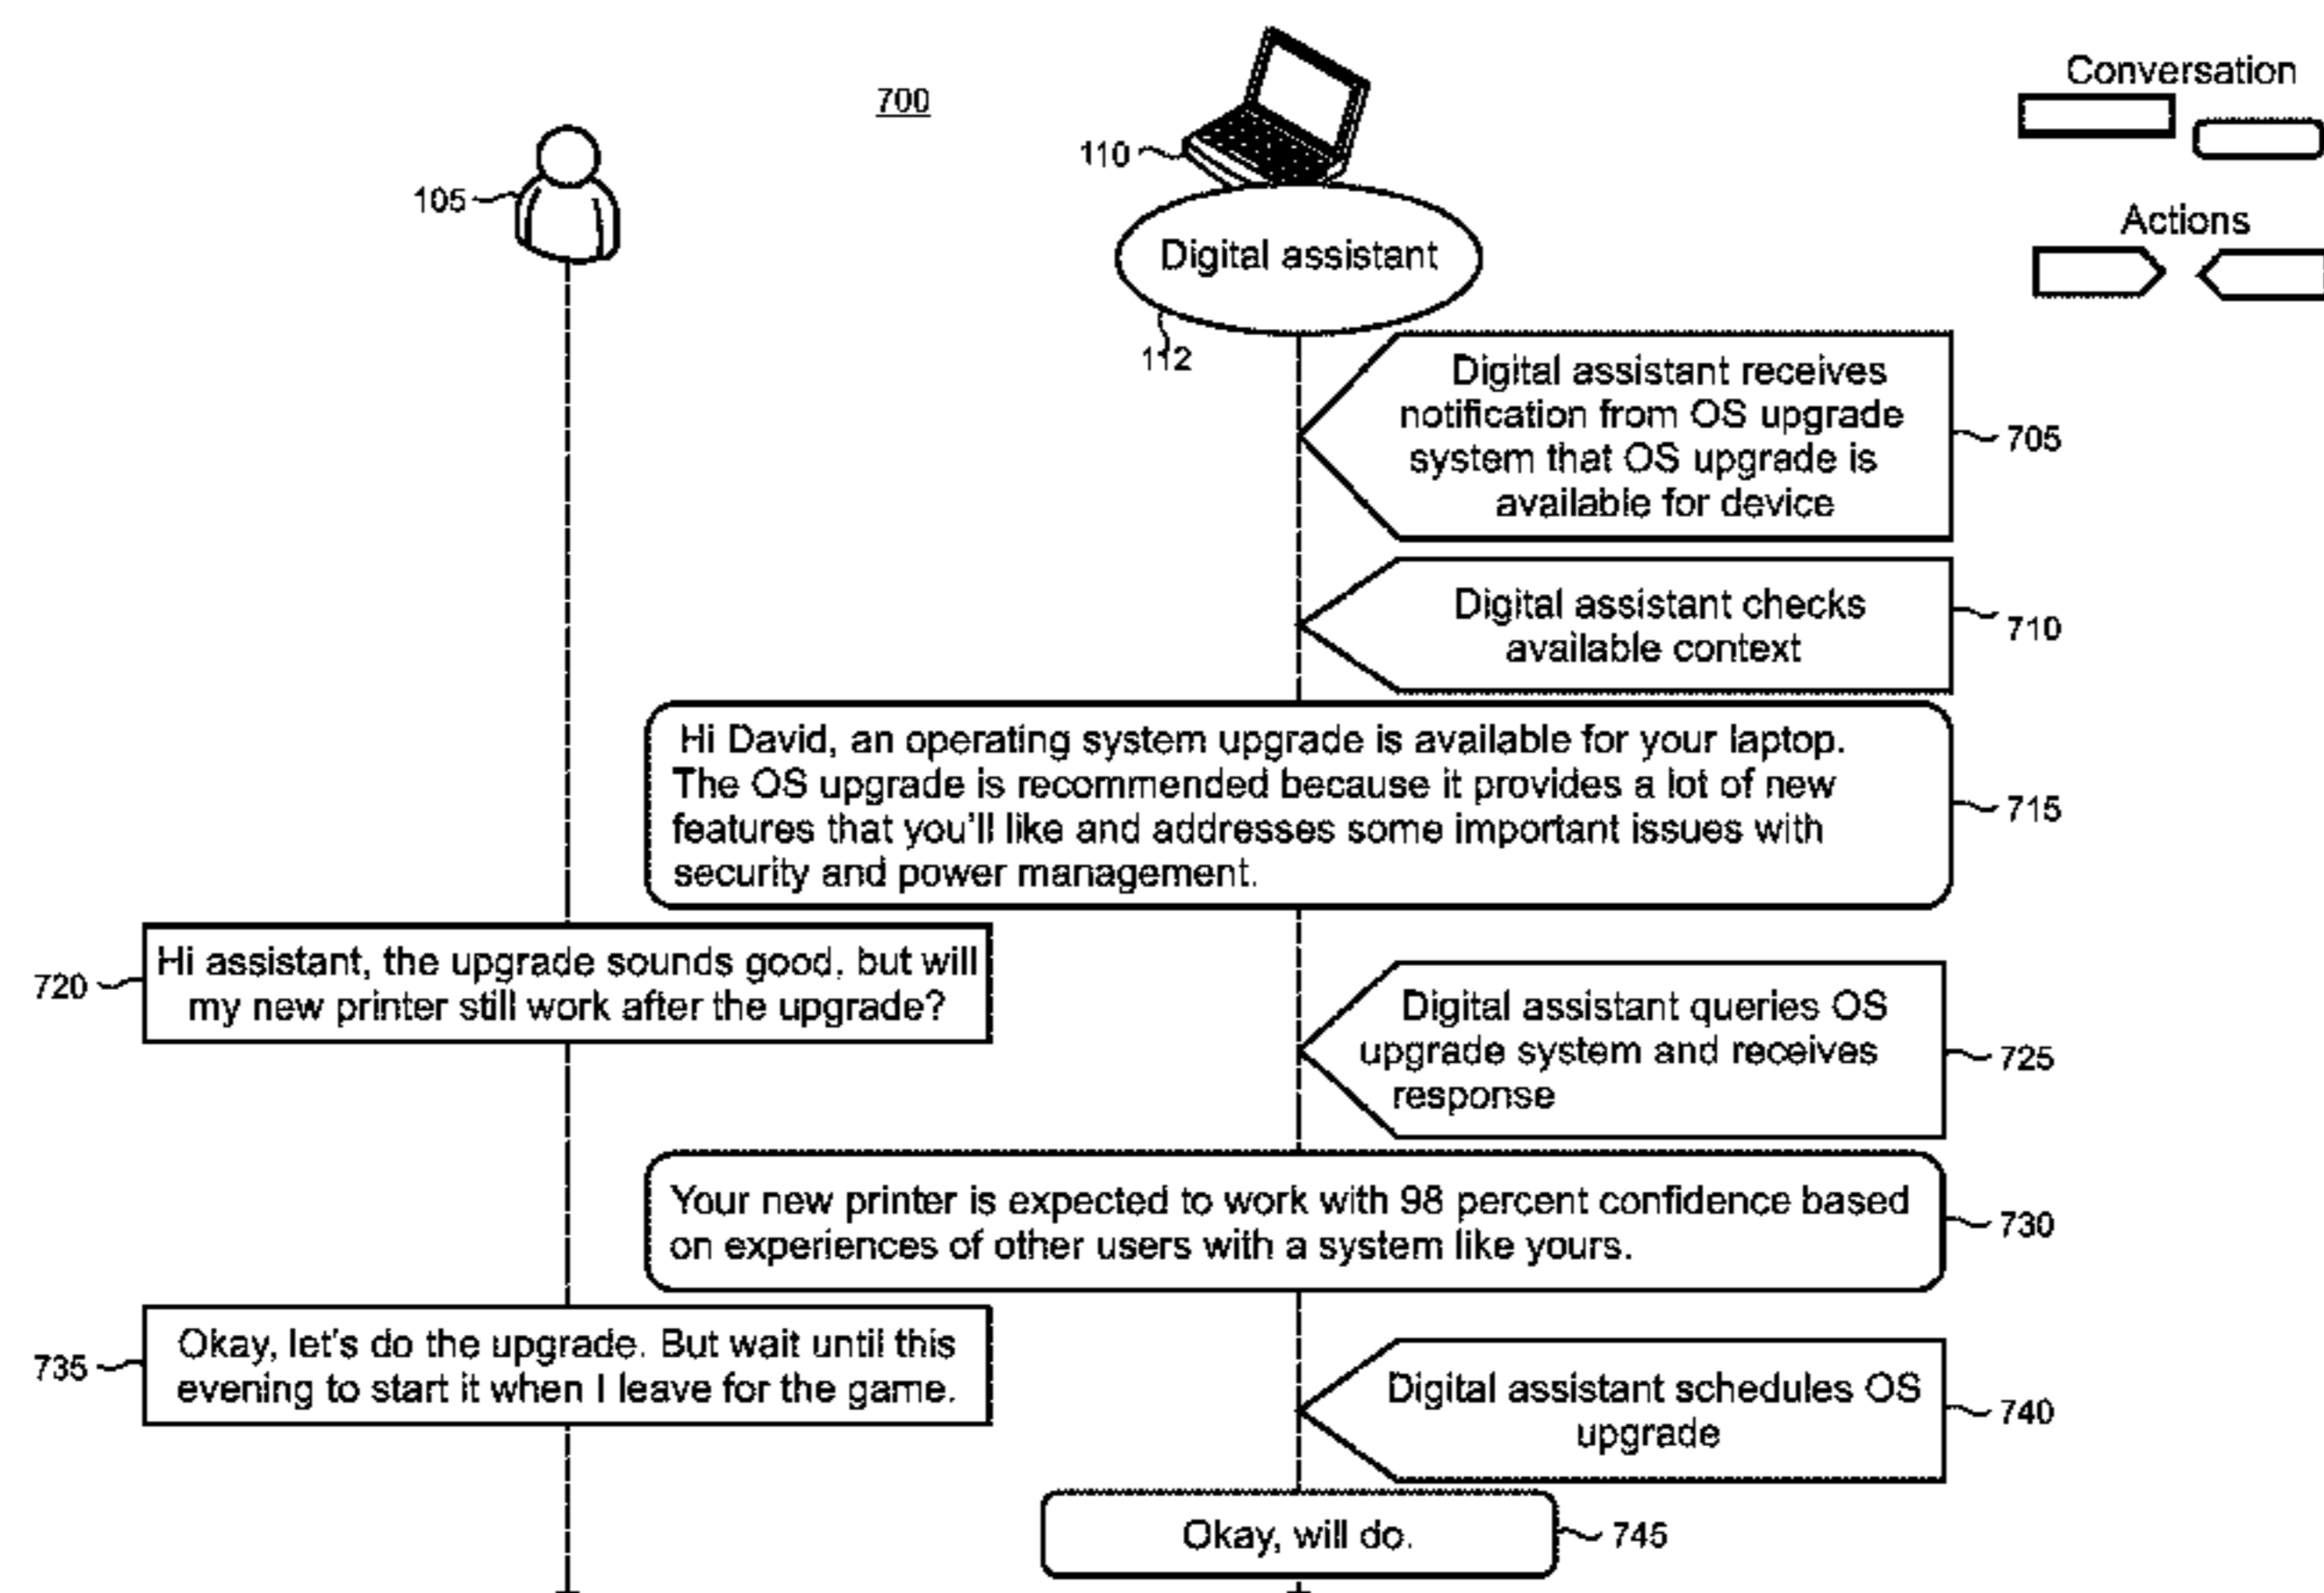 Conversation
700
110
105
Actions
Digital assistant
112
Digital assistant receives
notification from OS upgrade
system that OS upgrade is
available for device
705
Digital assistant checks
available context
710
Hi David, an operating system upgrade is available for your laptop.
The OS upgrade is recommended because it provides a lot of new
features that you'll like and addresses some important issues with
security and power management.
715
720
Hi assistant, the upgrade sounds good, but will
my new printer still work after the upgrade?
Digital assistant queries OS
upgrade system and receives
response
725
Your new printer is expected to work with 98 percent confidence based
on experiences of other users with a system like yours.
730
735
Okay, let's do the upgrade. But wait until this
evening to start it when I leave for the game.
Digital assistant schedules OS
upgrade
740
Okay, will do.
745